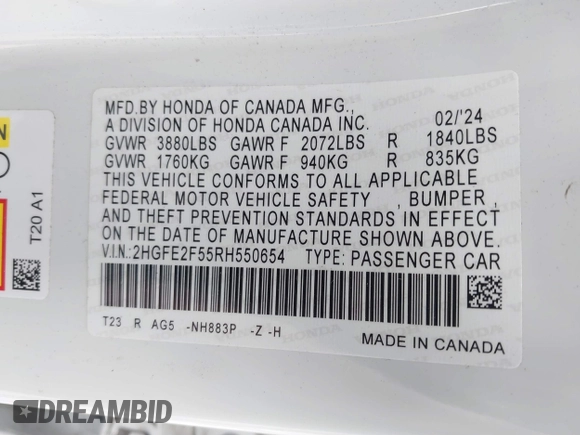 MFD.BY HONDA OF CANADA MFG.,
A DIVISION OF HONDA CANADA INC. 02/'24
GVWR 3880LBS GAWR F 2072LBS R 1840LBS
GVWR 1760KG GAWR F 940KG R 835KG
THIS VEHICLE CONFORMS TO ALL APPLICABLE
FEDERAL MOTOR VEHICLE SAFETY , BUMPER ,
AND THEFT PREVENTION STANDARDS IN EFFECT
ON THE DATE OF MANUFACTURE SHOWN ABOVE.
V.I.N.: 2HGFE2F55RH550654 TYPE: PASSENGER CAR
T23 R AG5 -NH883P -Z -H
MADE IN CANADA
T20 A1
DREAMBID